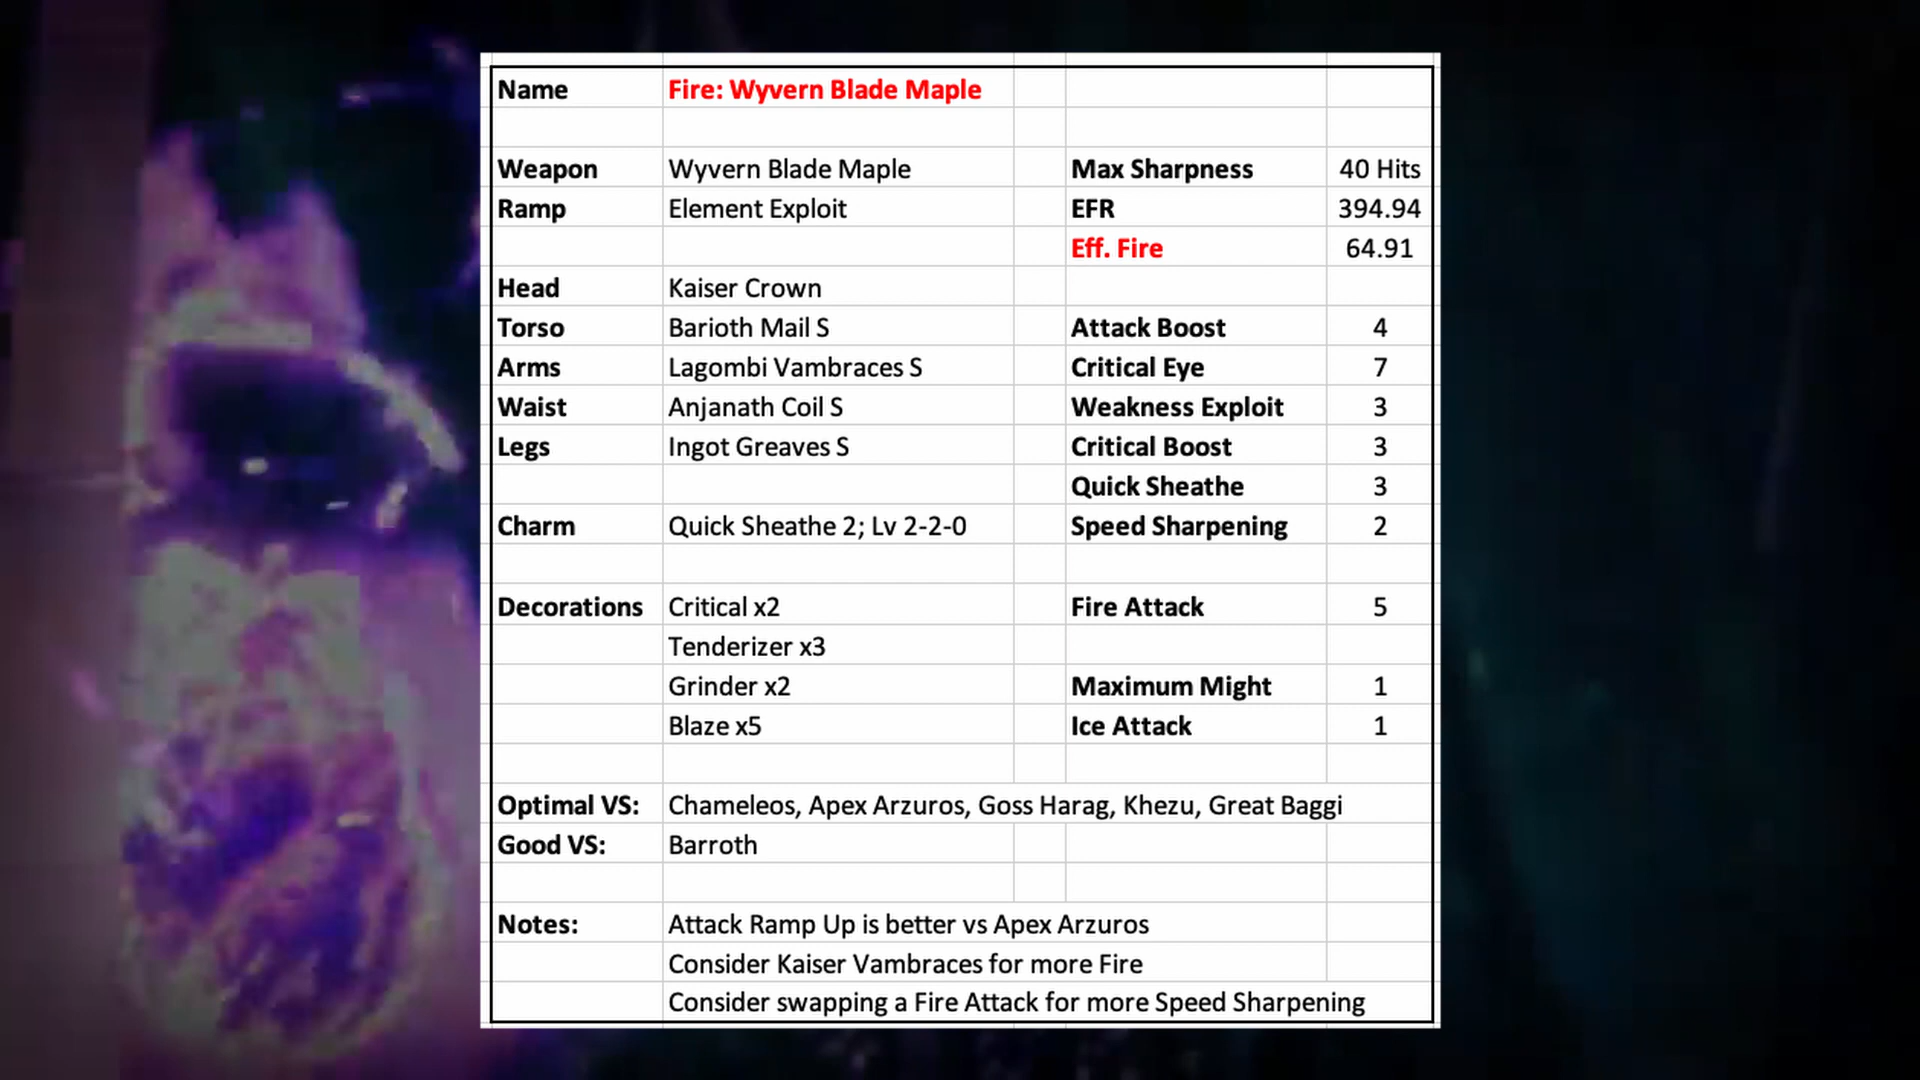 Name Fire: Wyvern Blade Maple
Weapon Wyvern Blade Maple Max Sharpness 40 Hits
Ramp Element Exploit EFR 394.94
Eff. Fire 64.91
Head Kaiser Crown
Torso Barioth Mail S Attack Boost 4
Arms Lagombi Vambraces S Critical Eye 7
Waist Anjanath Coil S Weakness Exploit 3
Legs Ingot Greaves S Critical Boost 3
Quick Sheathe 3
Charm Quick Sheathe 2; Lv 2-2-0 Speed Sharpening 2
Decorations Critical x2 Fire Attack 5
Tenderizer x3
Grinder x2 Maximum Might 1
Blaze x5 Ice Attack 1
Optimal VS: Chameleos, Apex Arzuros, Goss Harag, Khezu, Great Baggi
Good VS: Barroth
Notes: Attack Ramp Up is better vs Apex Arzuros
Consider Kaiser Vambraces for more Fire
Consider swapping a Fire Attack for more Speed Sharpening